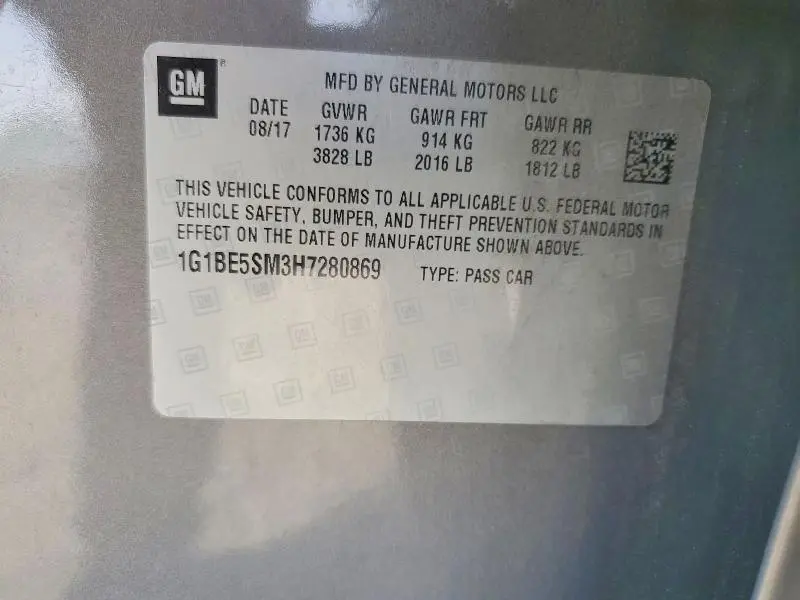 GM
MFD BY GENERAL MOTORS LLC
DATE GVWR GAWR FRT GAWR RR
08/17 1736 KG 914 KG 822 KG
3828 LB 2016 LB 1812 LB
THIS VEHICLE CONFORMS TO ALL APPLICABLE U.S. FEDERAL MOTOR
VEHICLE SAFETY, BUMPER, AND THEFT PREVENTION STANDARDS IN
EFFECT ON THE DATE OF MANUFACTURE SHOWN ABOVE.
1G1BE5SM3H7280869 TYPE: PASS CAR